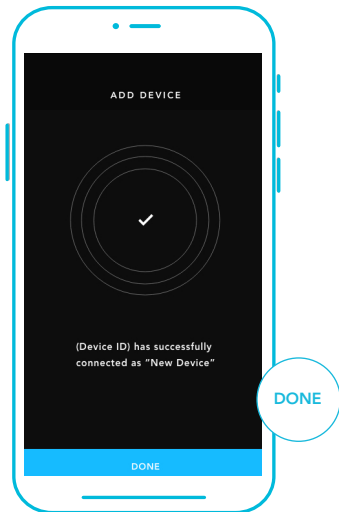 ADD DEVICE
(Device ID) has successfully
connected as “New Device”
DONE
DONE